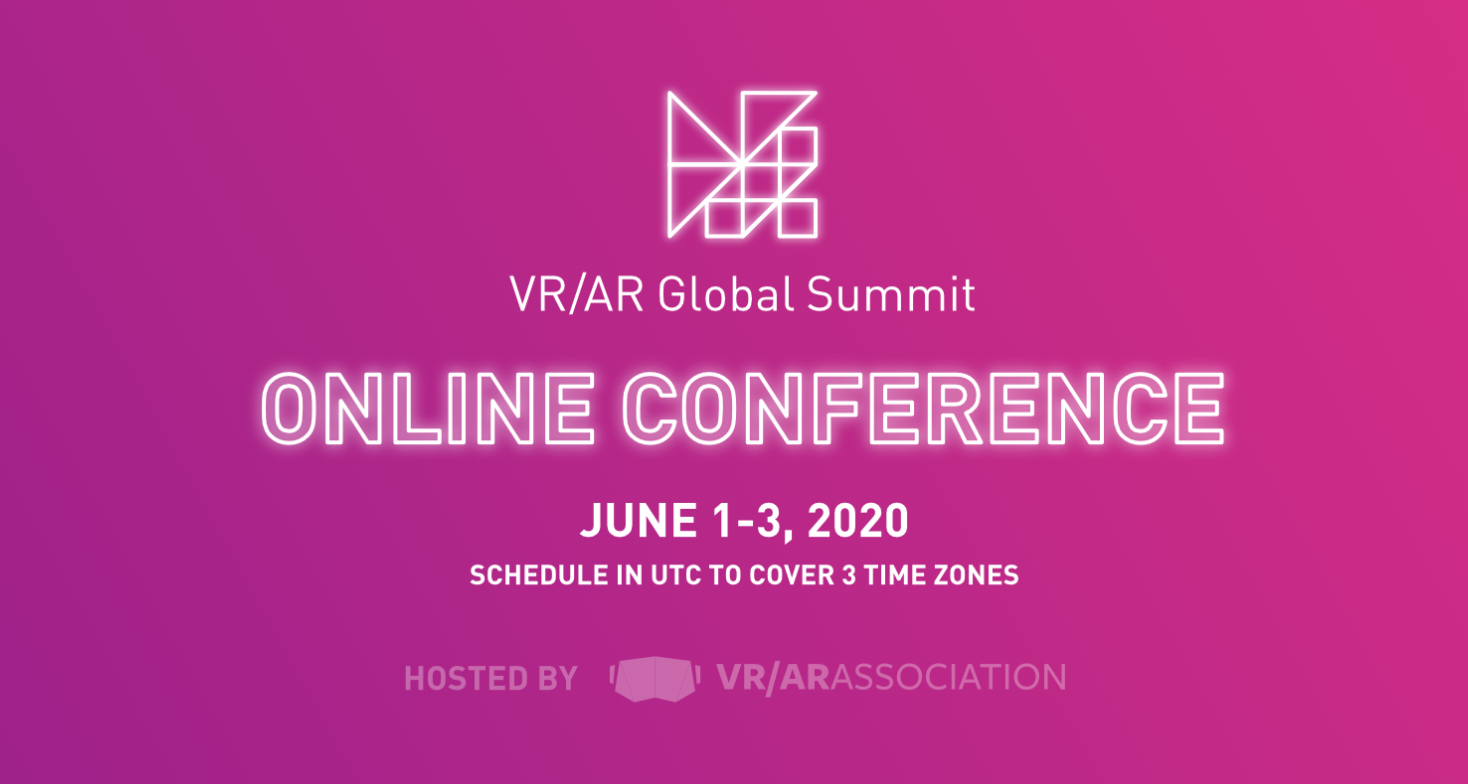 VR/AR Global Summit
ONLINE CONFERENCE
JUNE 1-3, 2020
SCHEDULE IN UTC TO COVER 3 TIME ZONES
HOSTED BY VR/ARASSOCIATION